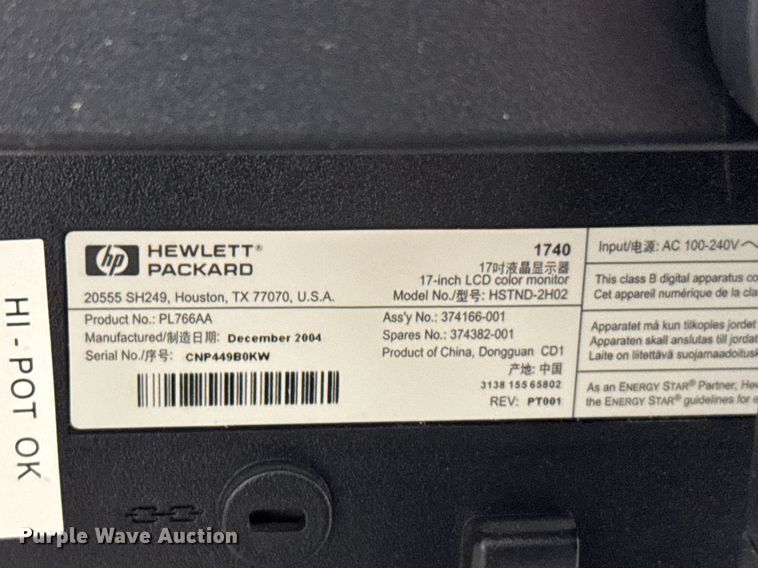 hp HEWLETT®
PACKARD
1740
17吋液晶显示器
17-inch LCD color monitor
20555 SH249, Houston, TX 77070, U.S.A.
Model No./型号: HSTND-2H02
Product No.: PL766AA
Manufactured/制造日期: December 2004
Serial No./序号: CNP449B0KW
Ass'y No.: 374166-001
Spares No.: 374382-001
Product of China, Dongguan CD1
产地: 中国
3138 155 65802
REV: PT001
Input/电源: AC 100-240V~
This class B digital apparatus co
Cet appareil numérique de la cla
Apparatet må kun tilkoples jordet
Apparaten skall anslutas till jordat
Laite on liitettävä suojamaadoitusk
As an ENERGY STAR® Partner, Hew
the ENERGY STAR® guidelines for e
HI-POT OK
Purple Wave Auction